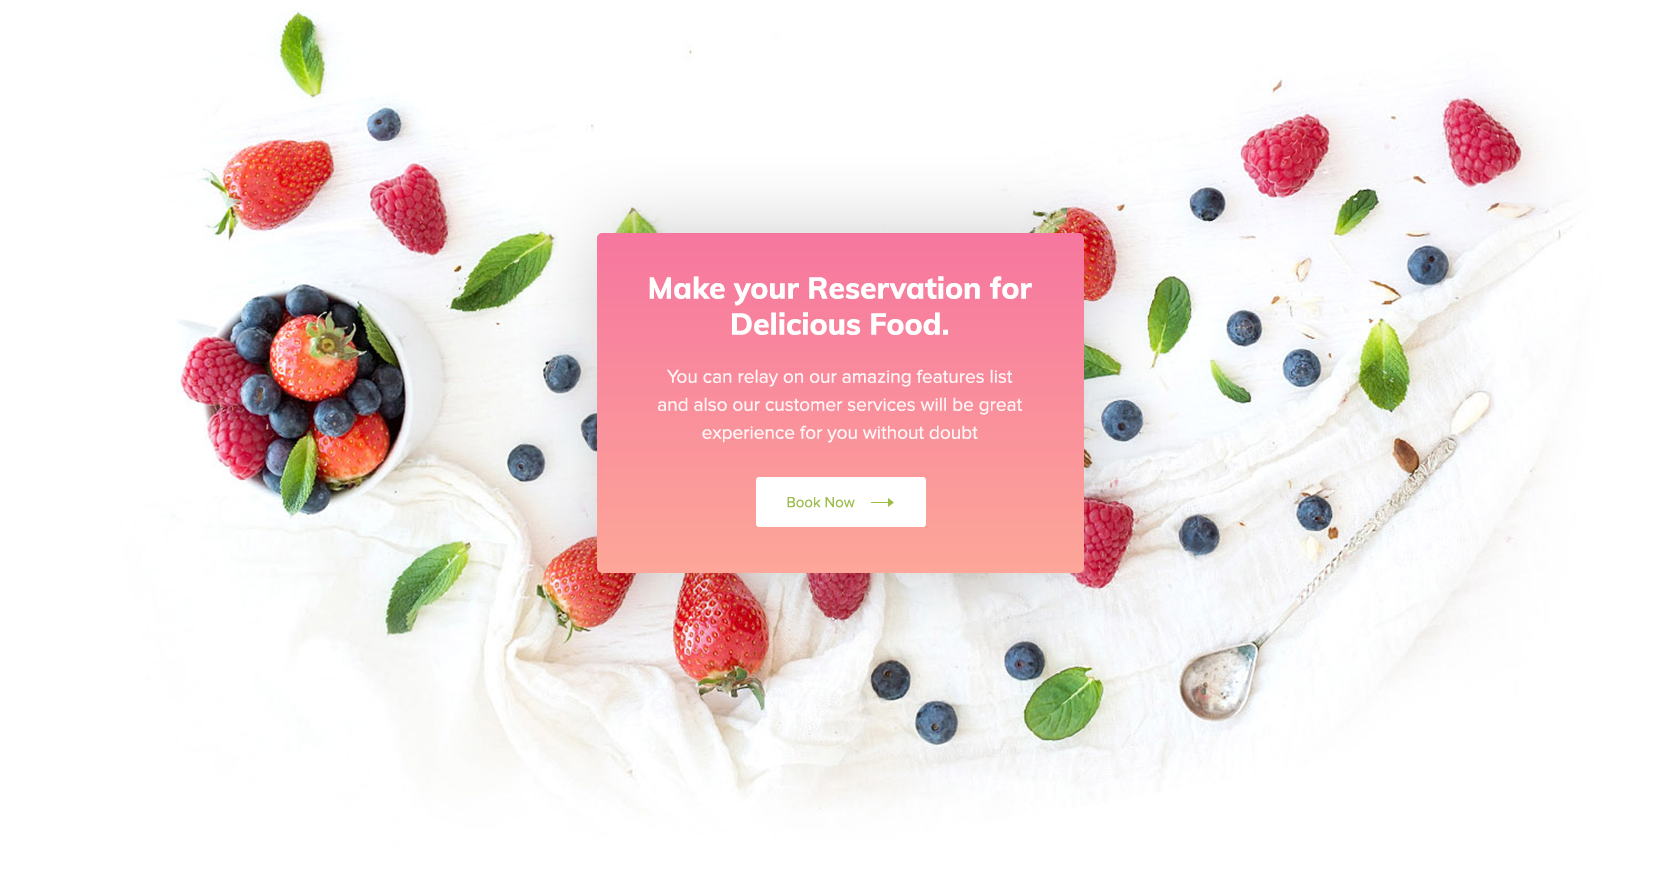 Make your Reservation for
Delicious Food.
You can relay on our amazing features list
and also our customer services will be great
experience for you without doubt
Book Now